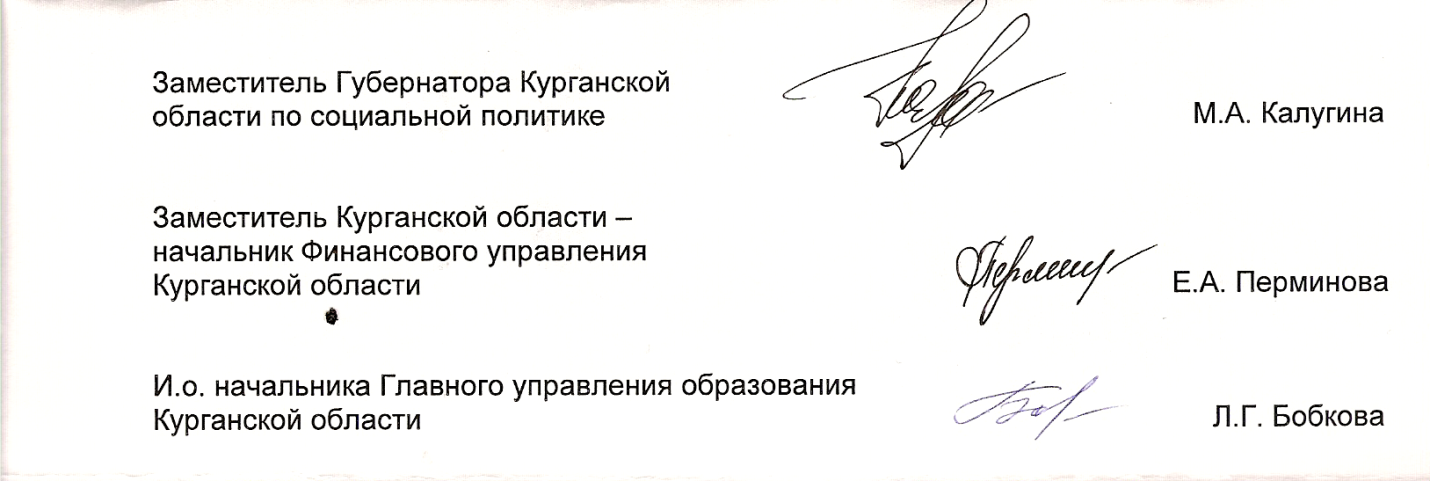 Заместитель Губернатора Курганской
области по социальной политике
М.А. Калугина
Заместитель Курганской области –
начальник Финансового управления
Курганской области
Е.А. Перминова
И.о. начальника Главного управления образования
Курганской области
Л.Г. Бобкова